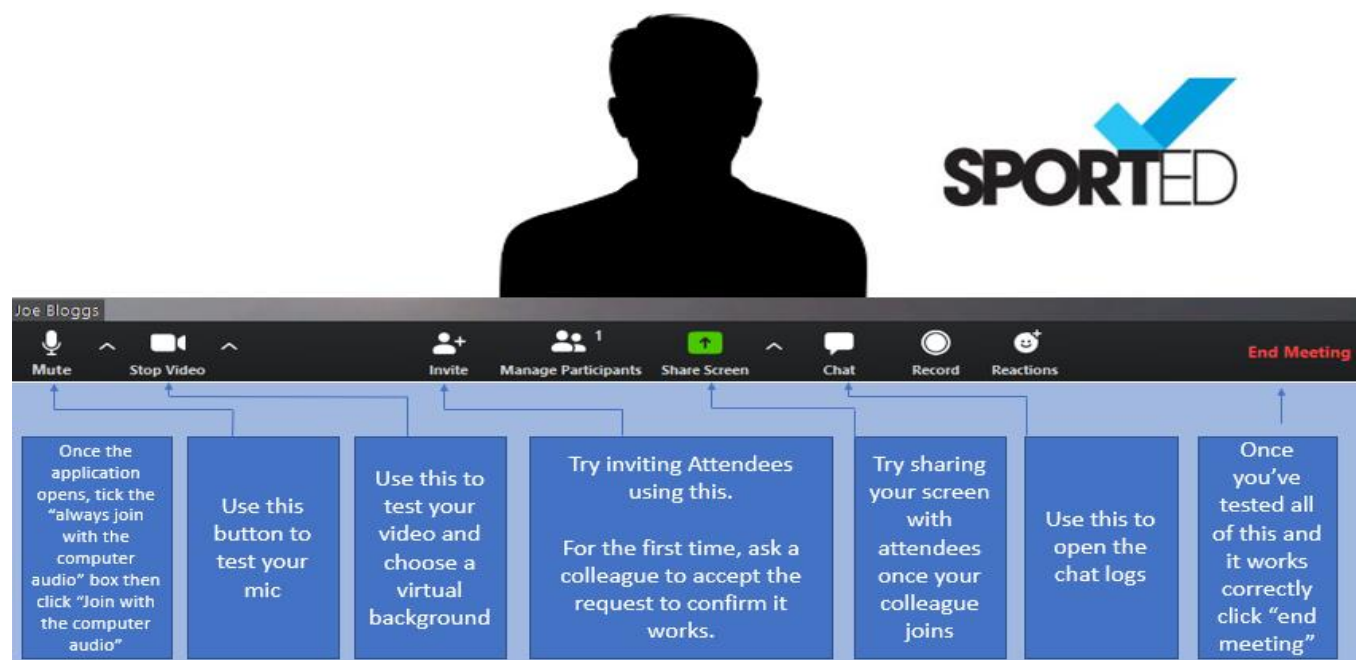 SPORTED
Joe Bloggs
1
Mute
Stop Video
Invite
Manage Participants
Share Screen
Chat
Record
Reactions
End Meeting
Once the
application
opens, tick the
“always join
with the
computer
audio” box then
click “Join with
the computer
audio”
Use this
button to
test your
mic
Use this to
test your
video and
choose a
virtual
background
Try inviting Attendees
using this.
For the first time, ask a
colleague to accept the
request to confirm it
works.
Try sharing
your screen
with
attendees
once your
colleague
joins
Use this to
open the
chat logs
Once
you’ve
tested all
of this and
it works
correctly
click “end
meeting”